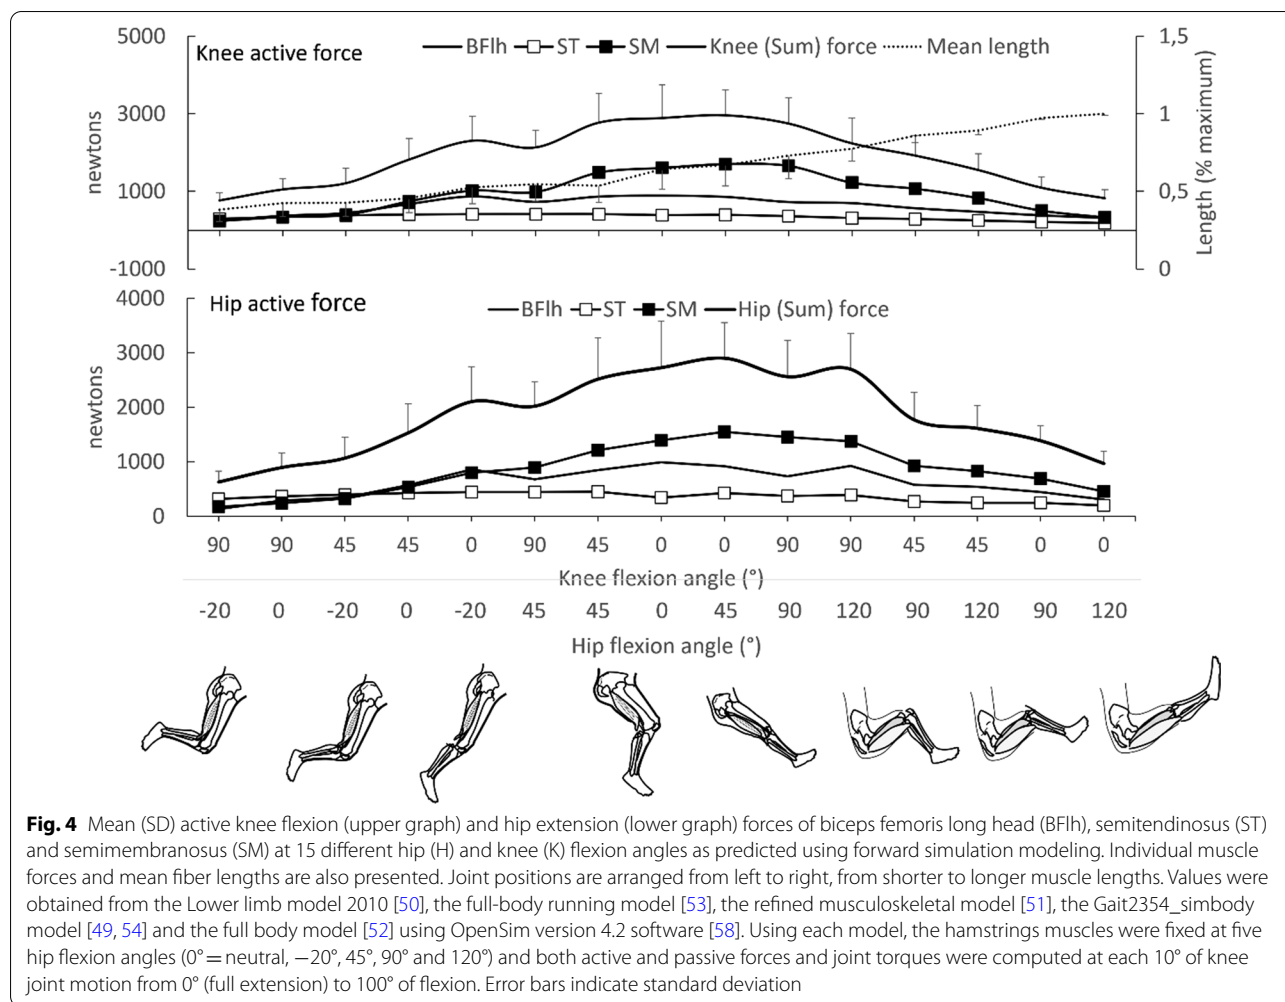 5000
3000
1000
-1000
newtons
Knee active force
BFlh ST SM Knee (Sum) force Mean length
1,5
1
0,5
0
Length (% maximum)
4000
3000
2000
1000
0
newtons
Hip active force
BFlh ST SM Hip (Sum) force
90 90 45 45 0 90 45 0 0 90 90 45 45 0 0
Knee flexion angle (°)
-20 0 -20 0 -20 45 45 0 45 90 120 90 120 90 120
Hip flexion angle (°)
Fig. 4 Mean (SD) active knee flexion (upper graph) and hip extension (lower graph) forces of biceps femoris long head (BFlh), semitendinosus (ST)
and semimembranosus (SM) at 15 different hip (H) and knee (K) flexion angles as predicted using forward simulation modeling. Individual muscle
forces and mean fiber lengths are also presented. Joint positions are arranged from left to right, from shorter to longer muscle lengths. Values were
obtained from the Lower limb model 2010 [50], the full-body running model [53], the refined musculoskeletal model [51], the Gait2354_simbody
model [49, 54] and the full body model [52] using OpenSim version 4.2 software [58]. Using each model, the hamstrings muscles were fixed at five
hip flexion angles (0° = neutral, −20°, 45°, 90° and 120°) and both active and passive forces and joint torques were computed at each 10° of knee
joint motion from 0° (full extension) to 100° of flexion. Error bars indicate standard deviation